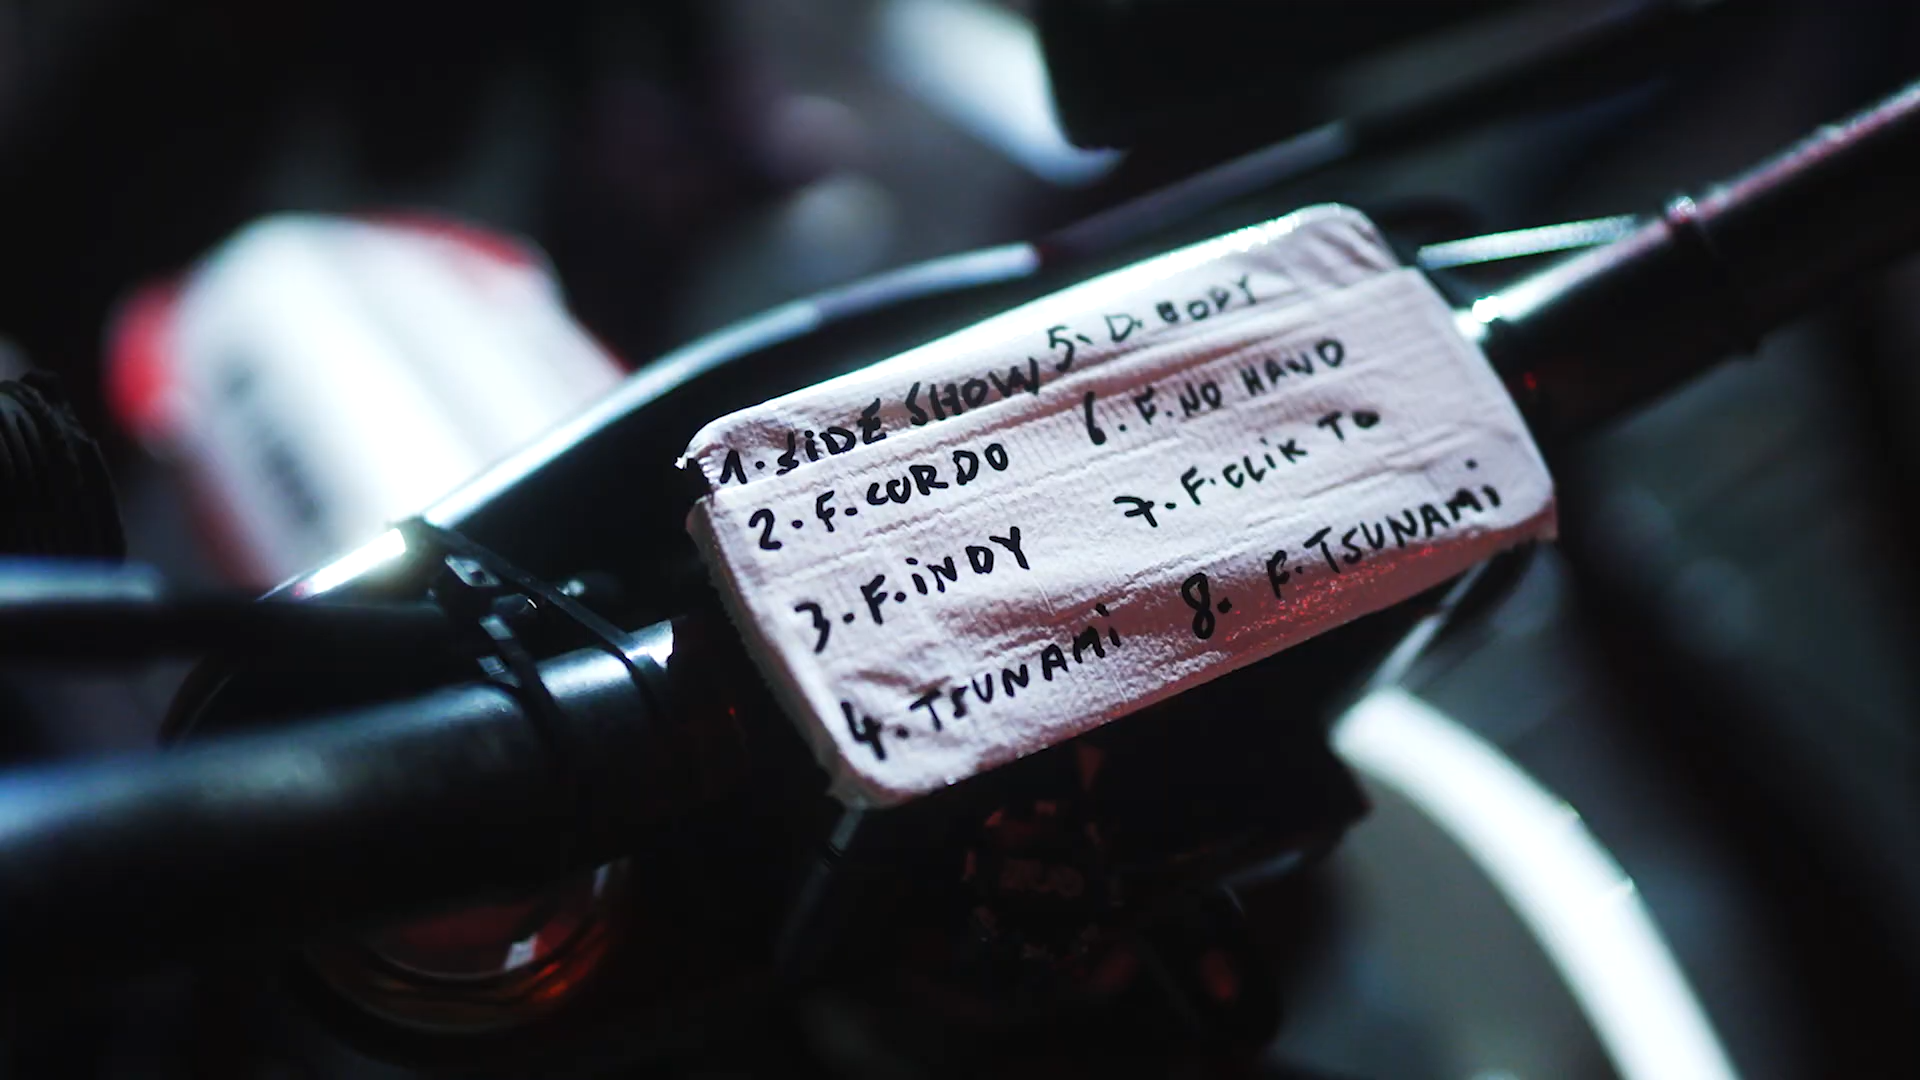 1. SIDE SHOW
2. F. CORDO
3. F. INDY
4. TSUNAMI
5. D. BODY
6. F. NO HAND
7. F. CLIK TO
8. F. TSUNAMI